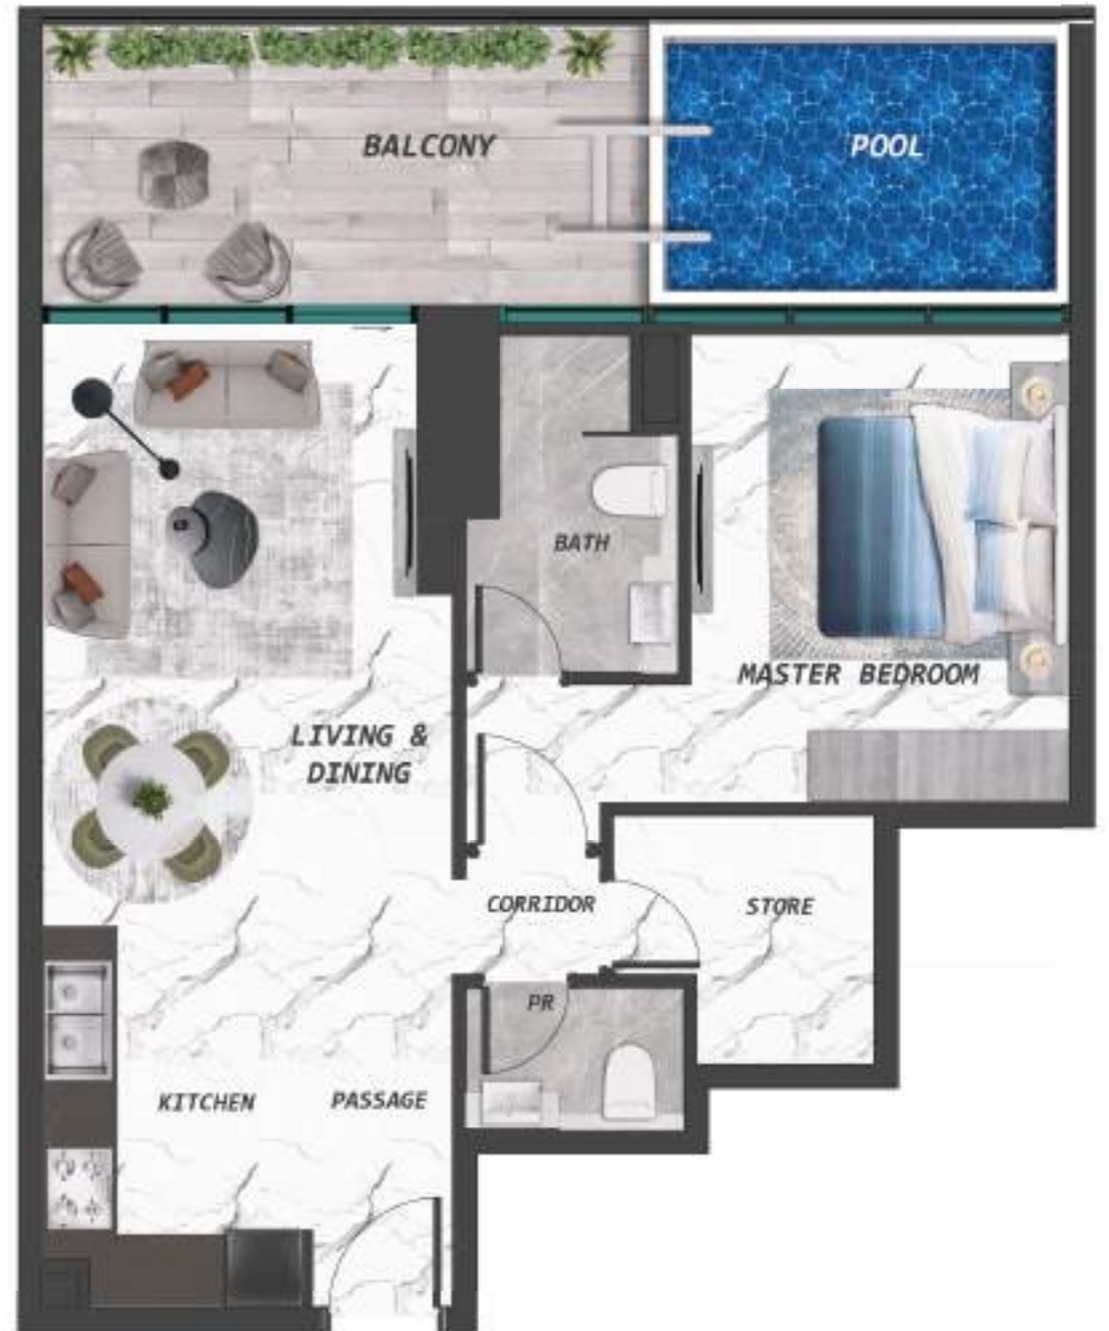 BALCONY
POOL
BATH
MASTER BEDROOM
LIVING &
DINING
CORRIDOR
STORE
PR
KITCHEN
PASSAGE